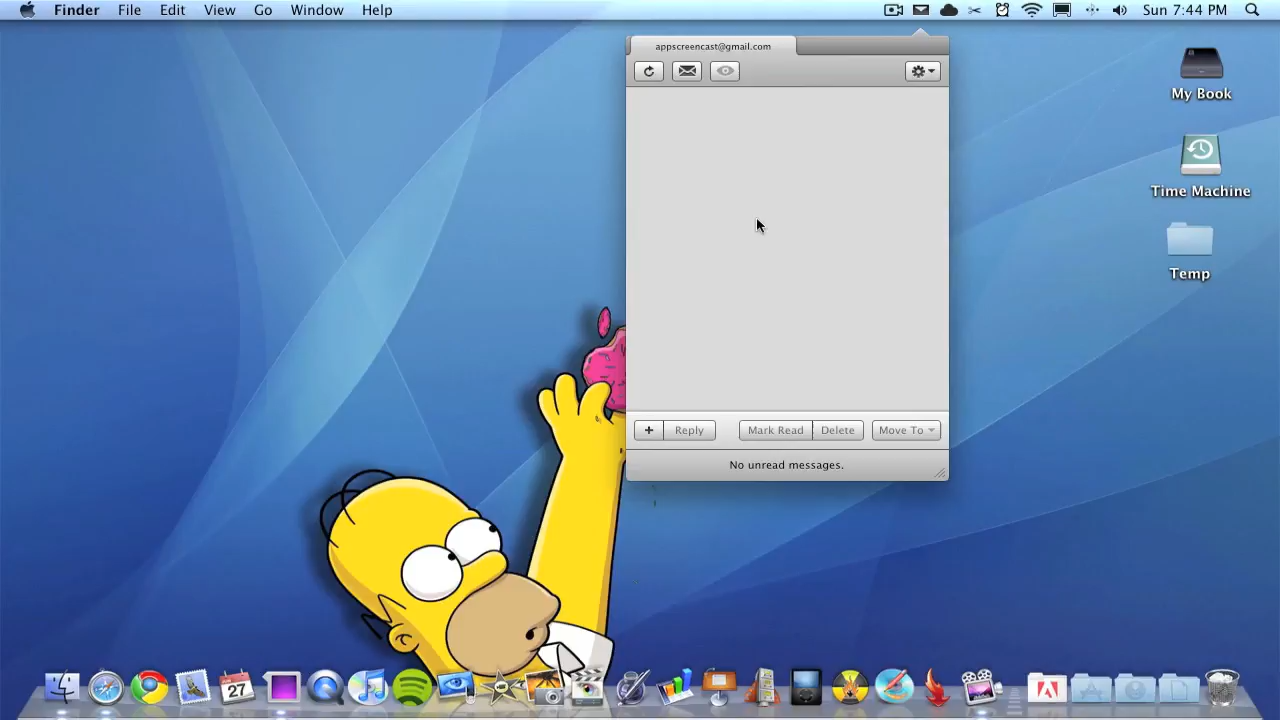 Finder File Edit View Go Window Help Sun 7:44 PM
appscreencast@gmail.com
My Book
Time Machine
Temp
+ Reply Mark Read Delete Move To
No unread messages.
27